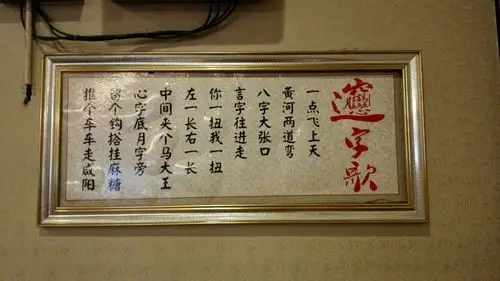 𰻞字歌
一点飞上天
黄河两道弯
八字大张口
言字往进走
你一扭我一扭
左一长右一长
中间夹个马大王
心字底月字旁
留个钩搭挂麻糖
推个车车走咸阳